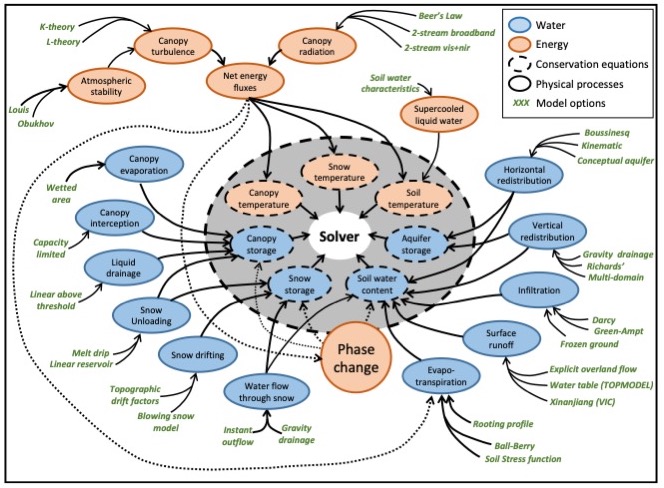 K-theory
L-theory
Canopy
turbulence
Canopy
radiation
Beer's Law
2-stream broadband
2-stream vis+nir
Water
Energy
Conservation equations
Physical processes
XXX Model options
Atmospheric
stability
Louis
Obukhov
Net energy
fluxes
Soil water
characteristics
Supercooled
liquid water
Boussinesq
Kinematic
Conceptual aquifer
Canopy
evaporation
Wetted
area
Snow
temperature
Canopy
temperature
Soil
temperature
Horizontal
redistribution
Canopy
interception
Capacity
limited
Canopy
storage
Solver
Aquifer
storage
Vertical
redistribution
Gravity drainage
Richards'
Multi-domain
Liquid
drainage
Linear above
threshold
Snow
storage
Soil water
content
Infiltration
Darcy
Green-Ampt
Frozen ground
Snow
Unloading
Melt drip
Linear reservoir
Snow drifting
Topographic
drift factors
Blowing snow
model
Phase
change
Surface
runoff
Explicit overland flow
Water table (TOPMODEL)
Xinanjiang (VIC)
Water flow
through snow
Instant
outflow
Gravity
drainage
Evapo-
transpiration
Rooting profile
Ball-Berry
Soil Stress function